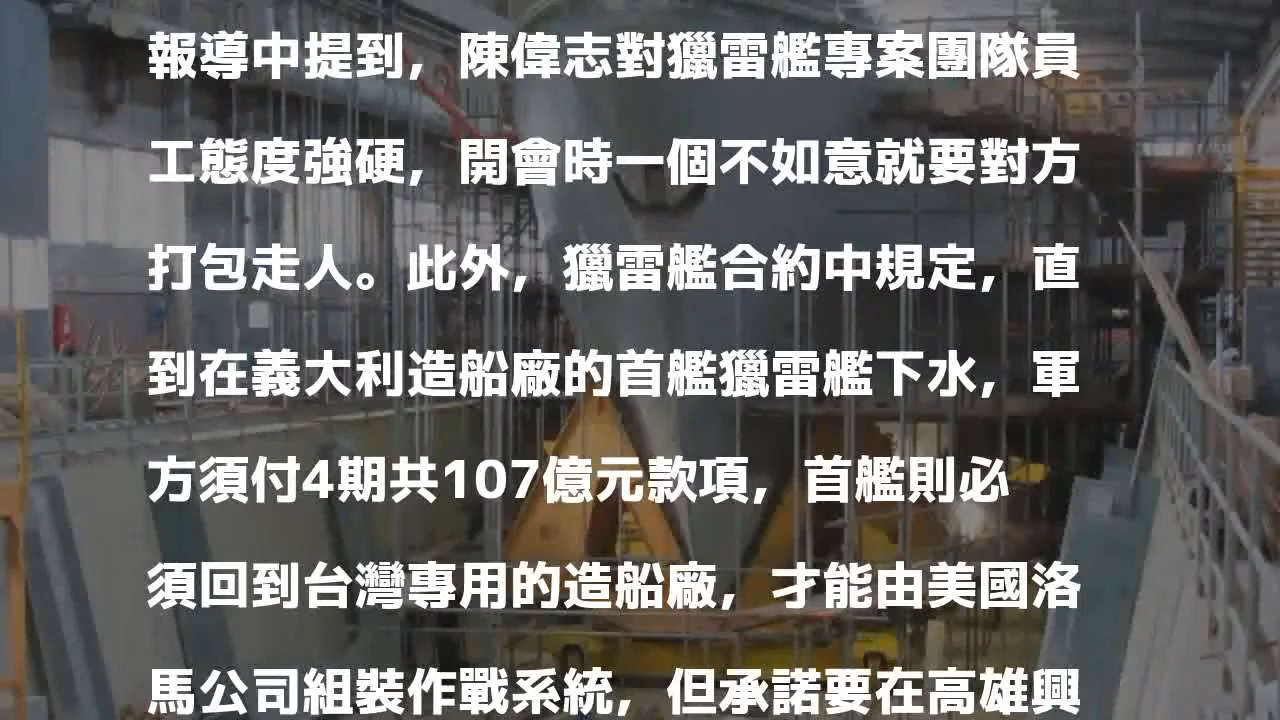 報導中提到，陳偉志對獵雷艦專案團隊員
工態度強硬，開會時一個不如意就要對方
打包走人。此外，獵雷艦合約中規定，直
到在義大利造船廠的首艦獵雷艦下水，軍
方須付4期共107億元款項，首艦則必
須回到台灣專用的造船廠，才能由美國洛
馬公司組裝作戰系統，但承諾要在高雄興